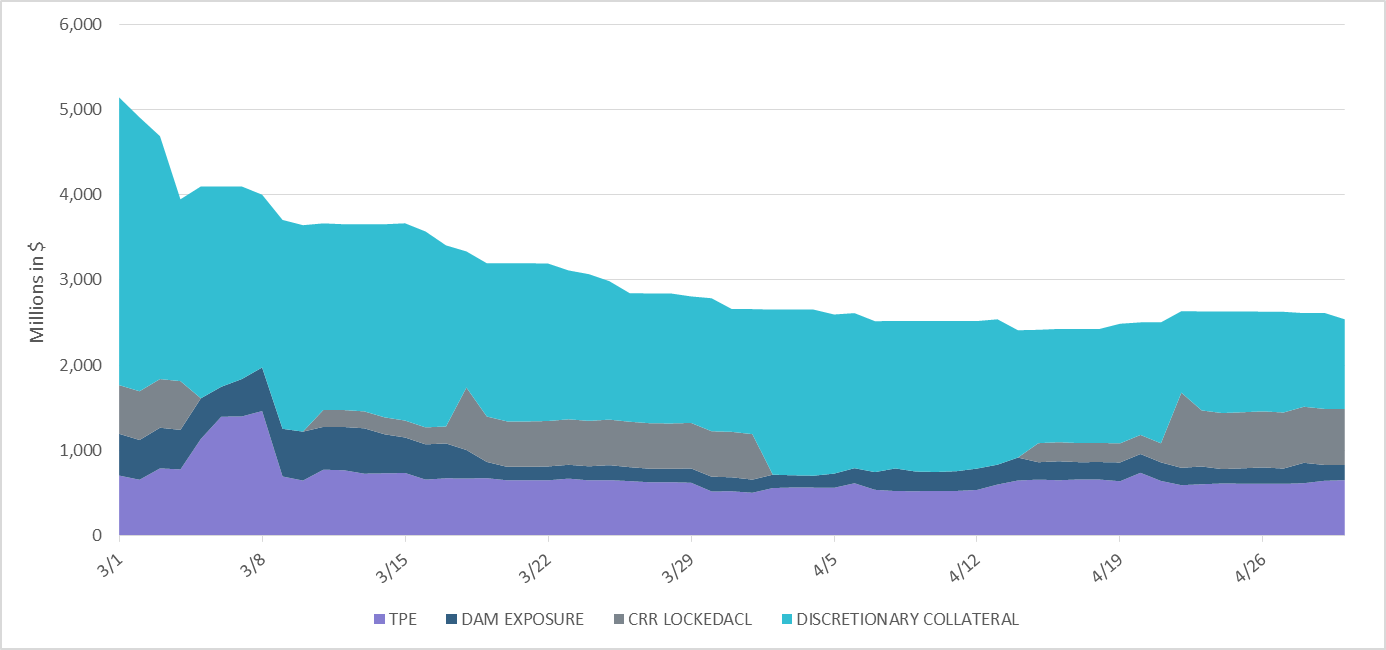 6,000
5,000
4,000
3,000
2,000
1,000
0
Millions in $
3/1 3/8 3/15 3/22 3/29 4/5 4/12 4/19 4/26
TPE DAM EXPOSURE CRR LOCKEDACL DISCRETIONARY COLLATERAL